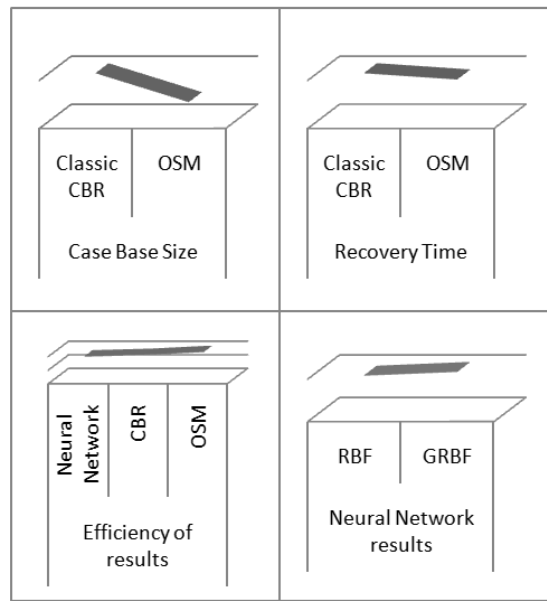 Classic
CBR
OSM
Case Base Size
Classic
CBR
OSM
Recovery Time
Neural
Network
CBR
OSM
Efficiency of
results
RBF
GRBF
Neural Network
results